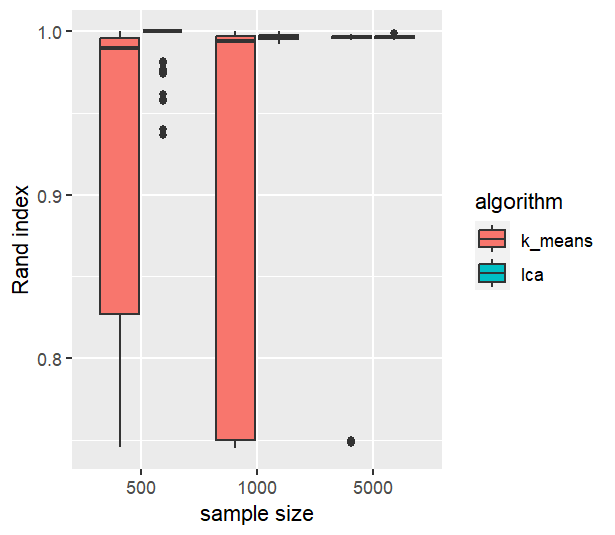 1.0
0.9
0.8
Rand index
500
1000
5000
sample size
algorithm
k_means
lca